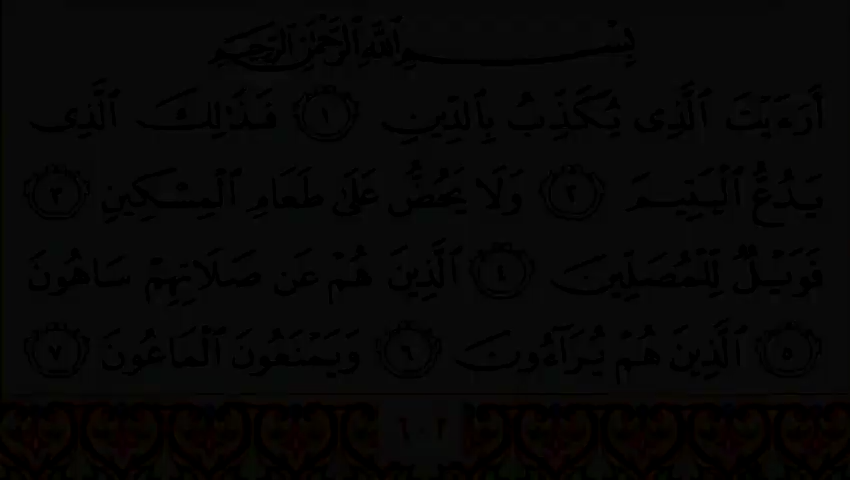 بِسْمِ ٱللَّهِ ٱلرَّحْمَٰنِ ٱلرَّحِيمِ
أَرَءَيْتَ ٱلَّذِى يُكَذِّبُ بِٱلدِّينِ ١ فَذَٰلِكَ ٱلَّذِى
يَدُعُّ ٱلْيَتِيمَ ٢ وَلَا يَحُضُّ عَلَىٰ طَعَامِ ٱلْمِسْكِينِ ٣
فَوَيْلٌ لِّلْمُصَلِّينَ ٤ ٱلَّذِينَ هُمْ عَن صَلَاتِهِمْ سَاهُونَ
٥ ٱلَّذِينَ هُمْ يُرَآءُونَ ٦ وَيَمْنَعُونَ ٱلْمَاعُونَ ٧
٦٠٢